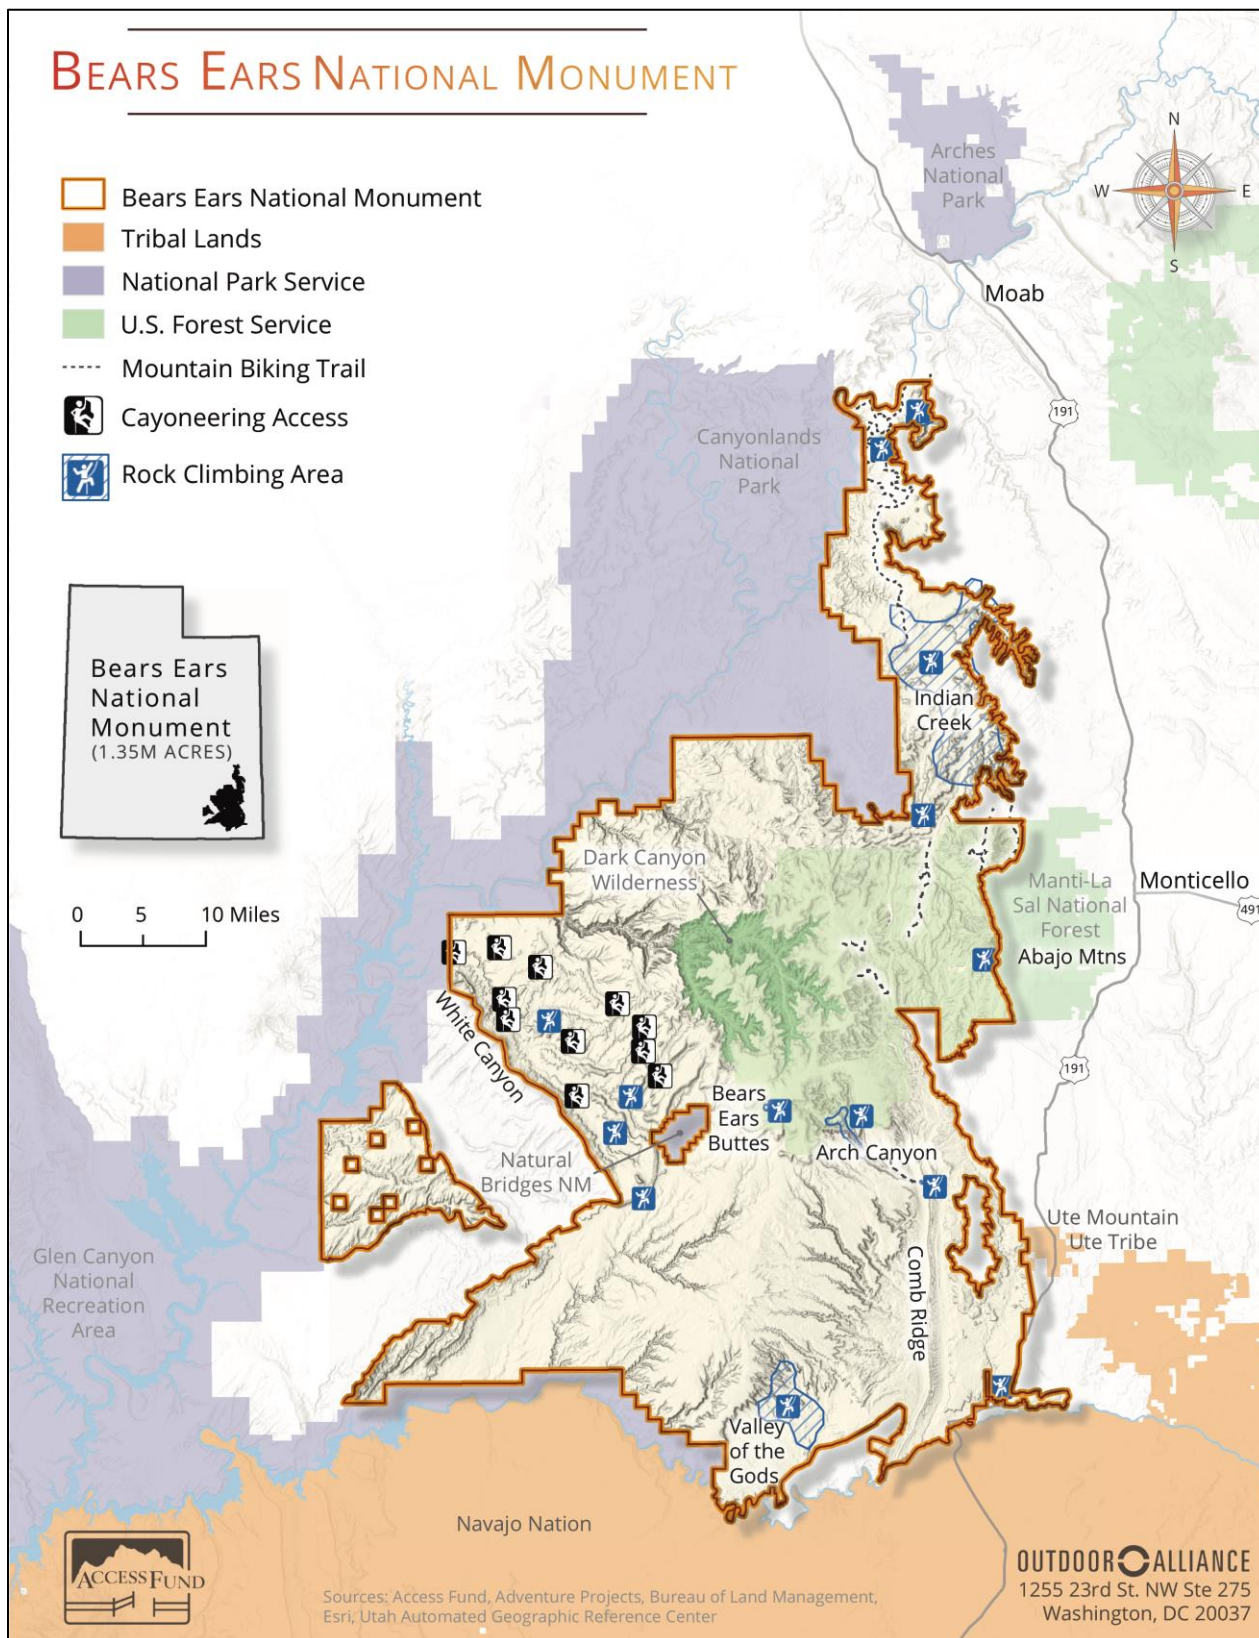 BEARS EARS NATIONAL MONUMENT
Bears Ears National Monument
Tribal Lands
National Park Service
U.S. Forest Service
Mountain Biking Trail
Cayoneering Access
Rock Climbing Area
Arches
National
Park
N
W
E
S
Moab
191
Canyonlands
National
Park
Bears Ears
National
Monument
(1.35M ACRES)
Indian
Creek
0 5 10 Miles
Dark Canyon
Wilderness
Manti-La
Sal National
Forest
Monticello
491
Abajo Mtns
White Canyon
191
Bears
Ears
Buttes
Arch Canyon
Natural
Bridges NM
Ute Mountain
Ute Tribe
Glen Canyon
National
Recreation
Area
Comb Ridge
Valley
of the
Gods
Navajo Nation
ACCESS FUND
Sources: Access Fund, Adventure Projects, Bureau of Land Management,
Esri, Utah Automated Geographic Reference Center
OUTDOOR ALLIANCE
1255 23rd St. NW Ste 275
Washington, DC 20037